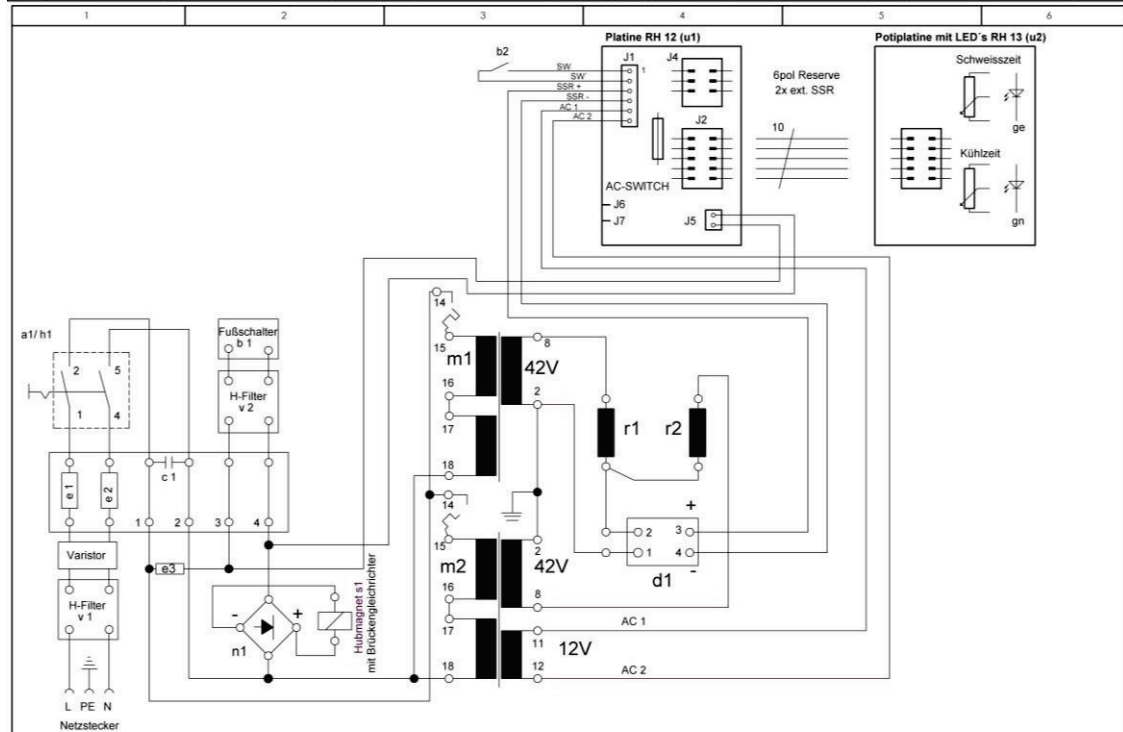 1 2 3 4 5 6
Platine RH 12 (u1)
Potiplatine mit LED´s RH 13 (u2)
b2
J1
J4
1
SW
SW
SSR +
SSR -
AC 1
AC 2
6pol Reserve
2x ext. SSR
Schweisszeit
ge
J2
10
Kühlzeit
gn
AC-SWITCH
J6
J7
J5
a1/ h1
2 5
1 4
Fußschalter
b 1
H-Filter
v 2
14
15
m1
16
17
18
42V
8
2
r1
r2
e 1
e 2
c 1
1 2 3 4
14
15
m2
16
17
18
42V
2
8
+
2 3
1 4
-
d1
Varistor
e3
H-Filter
v 1
- +
n1
Hubmagnet s1
mit Brückengleichrichter
11
12V
12
AC 1
AC 2
L PE N
Netzstecker